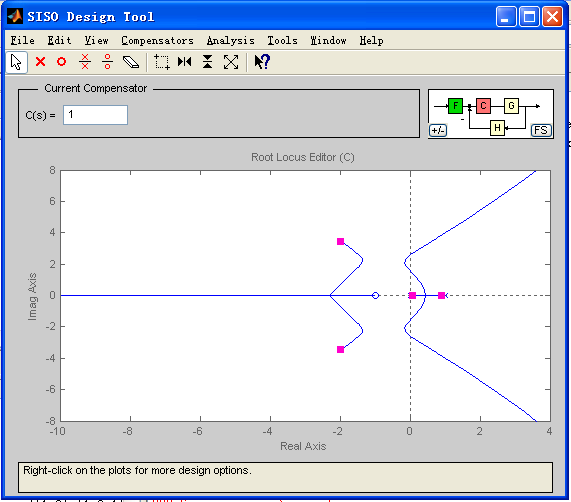 SISO Design Tool
File Edit View Compensators Analysis Tools Window Help
Current Compensator
C(s) = 1
F C G
H
+/- FS
Root Locus Editor (C)
8
6
4
2
0
-2
-4
-6
-8
Imag Axis
-10 -8 -6 -4 -2 0 2 4
Real Axis
Right-click on the plots for more design options.